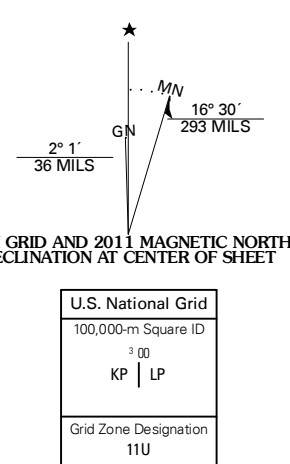 MN
GN
16° 30´
293 MILS
2° 1´
36 MILS
GRID AND 2011 MAGNETIC NORTH
ECLINATION AT CENTER OF SHEET
U.S. National Grid
100,000-m Square ID
3 00
KP | LP
Grid Zone Designation
11U